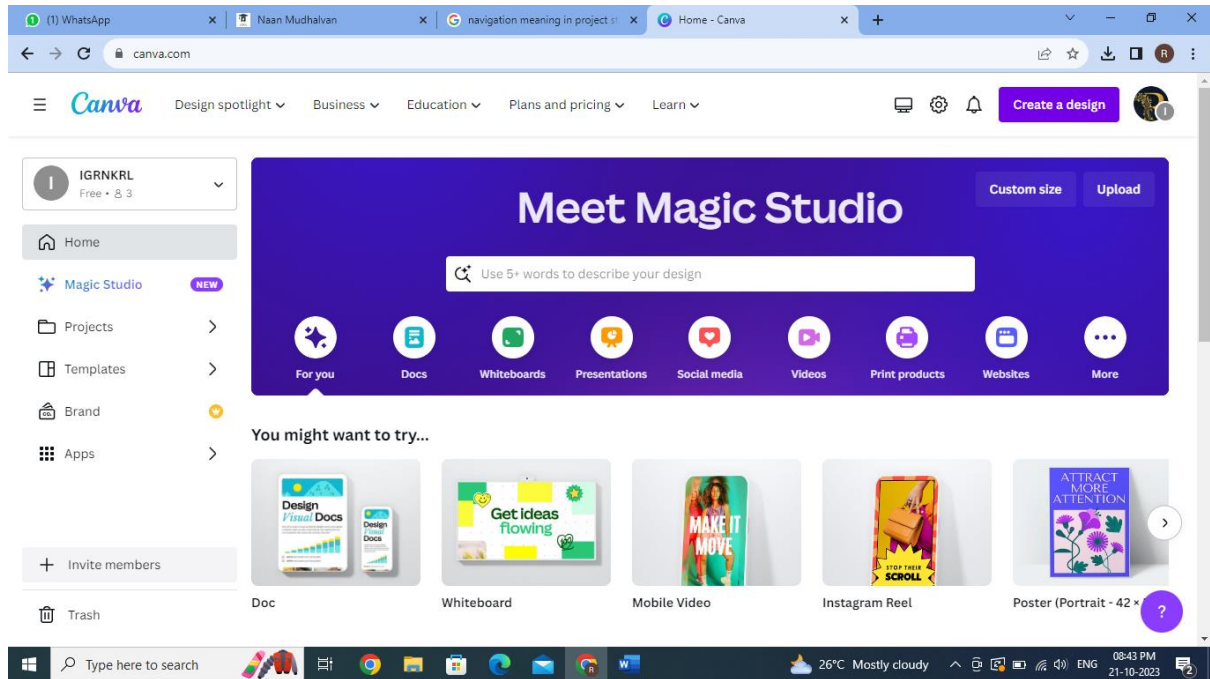 (1) WhatsApp
Naan Mudhalvan
navigation meaning in project s
Home - Canva
canva.com
R
Canva
Design spotlight
Business
Education
Plans and pricing
Learn
Create a design
I
I
IGRNKRL
Free • 3
Home
Magic Studio NEW
Projects
Templates
Brand
CO.
Apps
Invite members
Trash
Meet Magic Studio
Custom size
Upload
Use 5+ words to describe your design
For you
Docs
Whiteboards
Presentations
Social media
Videos
Print products
Websites
More
You might want to try...
Design
Visual Docs
Design
Visual
Docs
Get ideas
flowing
MAKE IT
MOVE
STOP THEIR
SCROLL
ATTRACT
MORE
ATTENTION
Doc
Whiteboard
Mobile Video
Instagram Reel
Poster (Portrait - 42 ×
?
Type here to search
26°C Mostly cloudy
ENG
08:43 PM
21-10-2023
2